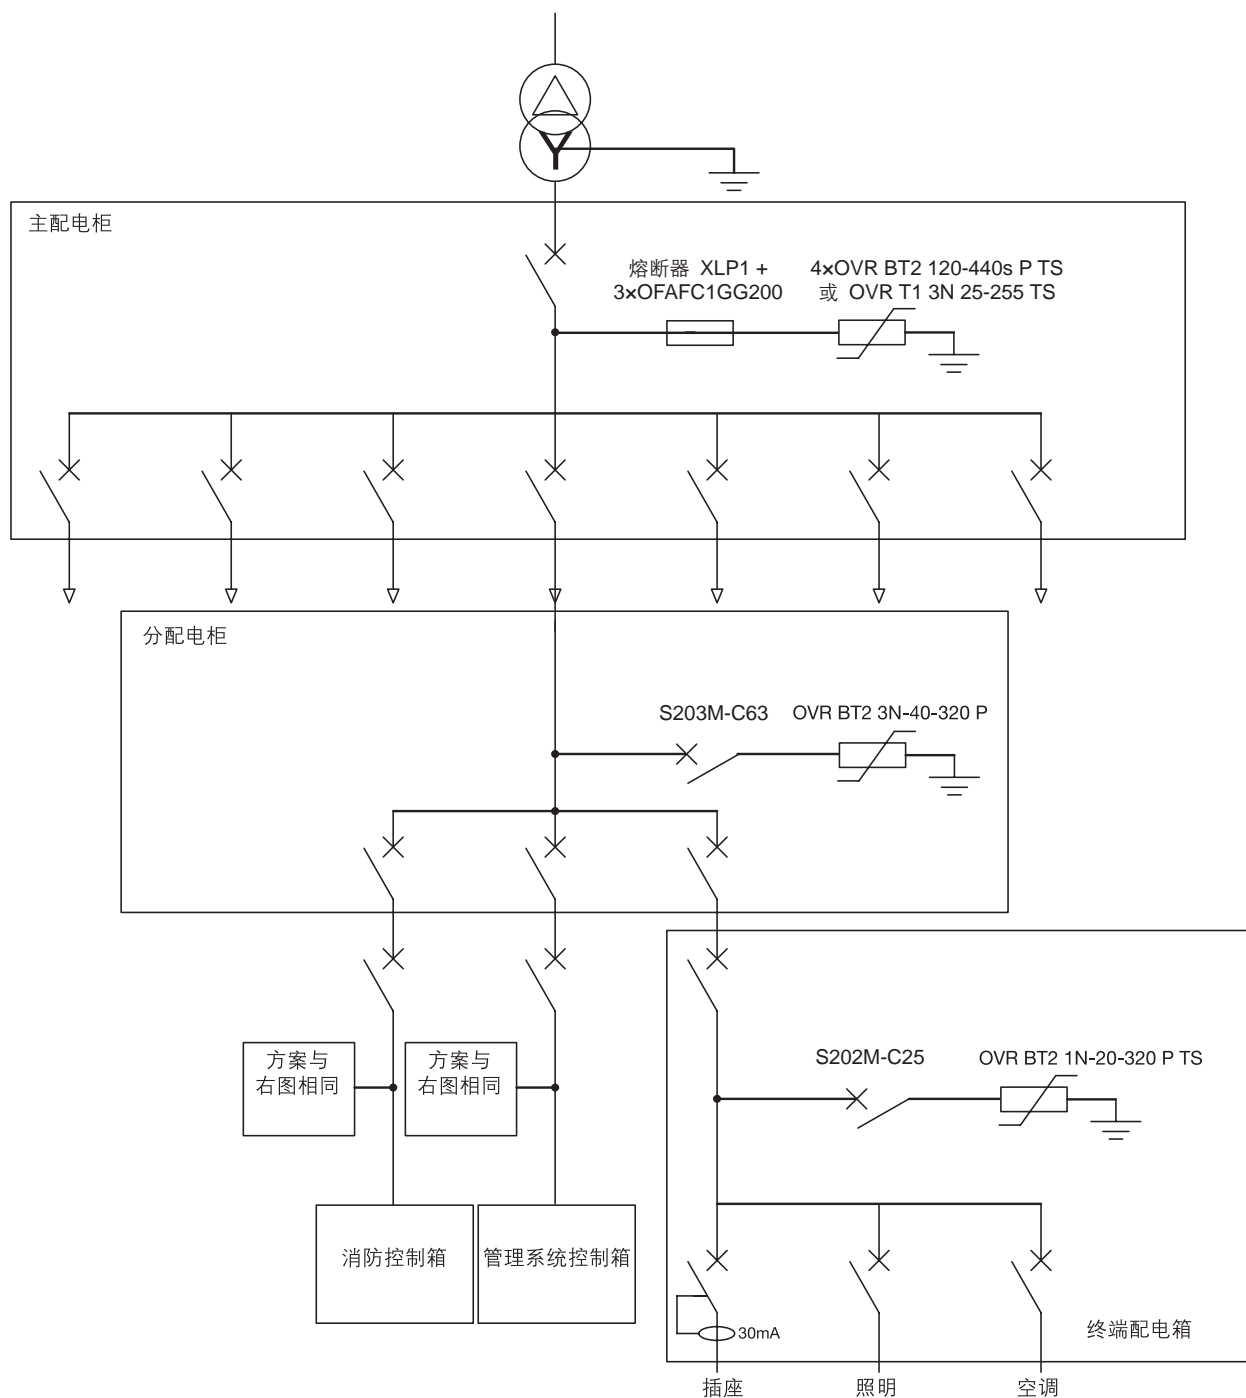 主配电柜
熔断器 XLP1 +
3×OFAFC1GG200
4×OVR BT2 120-440s P TS
或 OVR T1 3N 25-255 TS
分配电柜
S203M-C63
OVR BT2 3N-40-320 P
方案与
右图相同
方案与
右图相同
S202M-C25
OVR BT2 1N-20-320 P TS
消防控制箱
管理系统控制箱
30mA
终端配电箱
插座
照明
空调